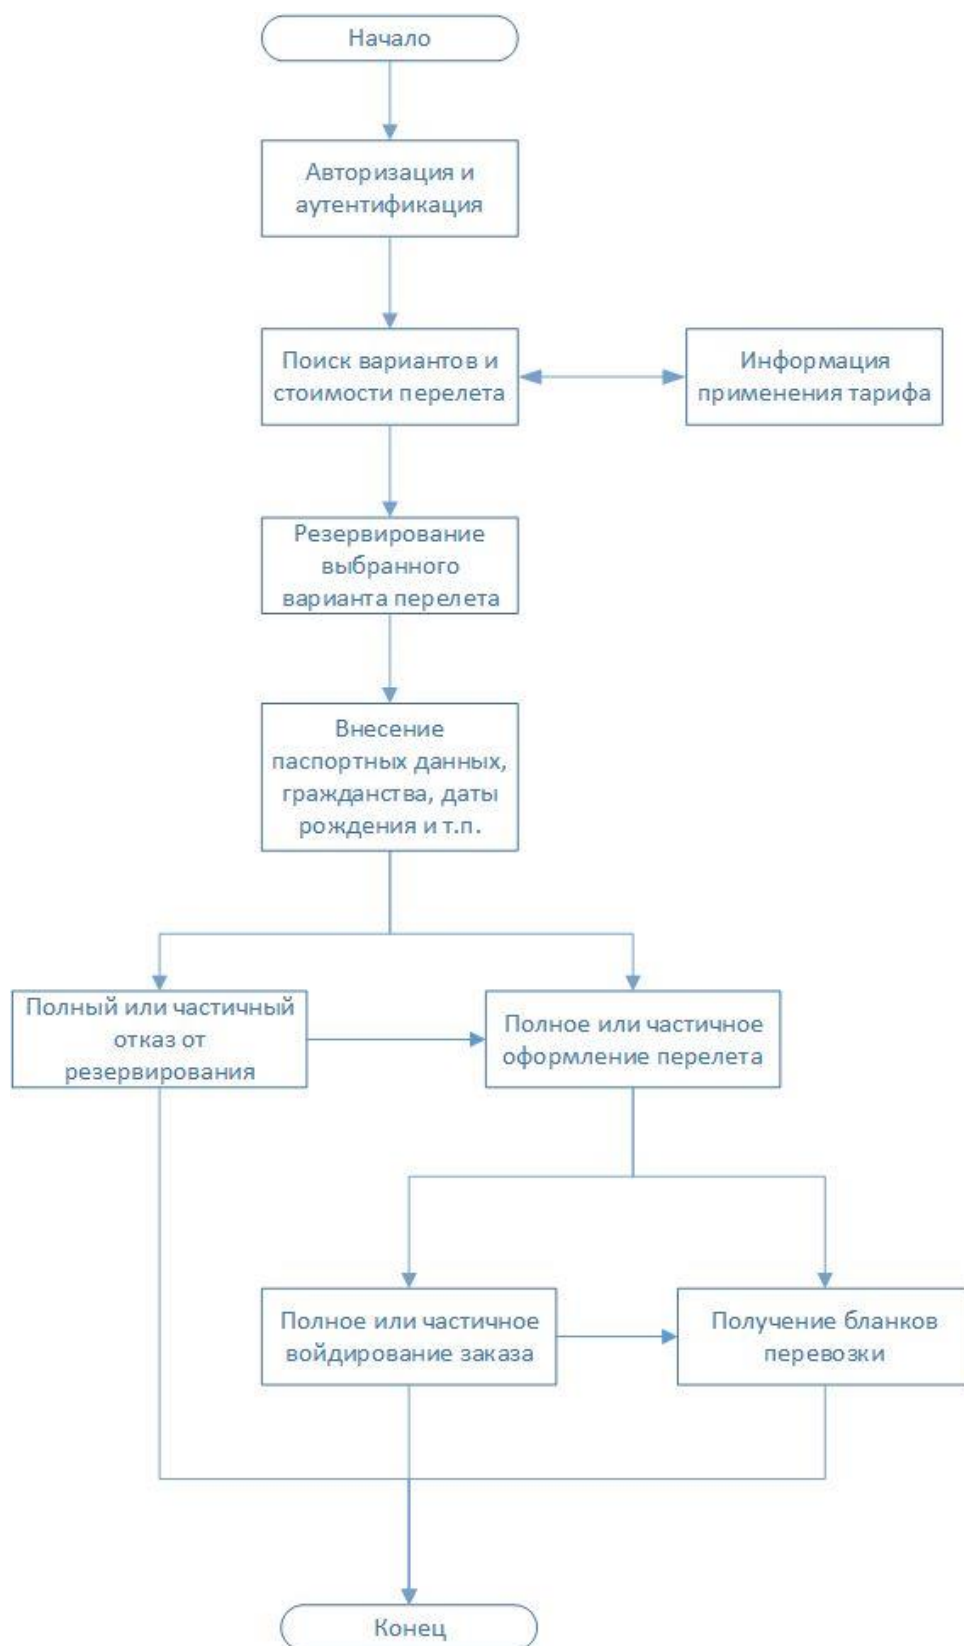 Начало
Авторизация и
аутентификация
Поиск вариантов и
стоимости перелета
Информация
применения тарифа
Резервирование
выбранного
варианта перелета
Внесение
паспортных данных,
гражданства, даты
рождения и т.п.
Полный или частичный
отказ от
резервирования
Полное или частичное
оформление перелета
Полное или частичное
войдирование заказа
Получение бланков
перевозки
Конец